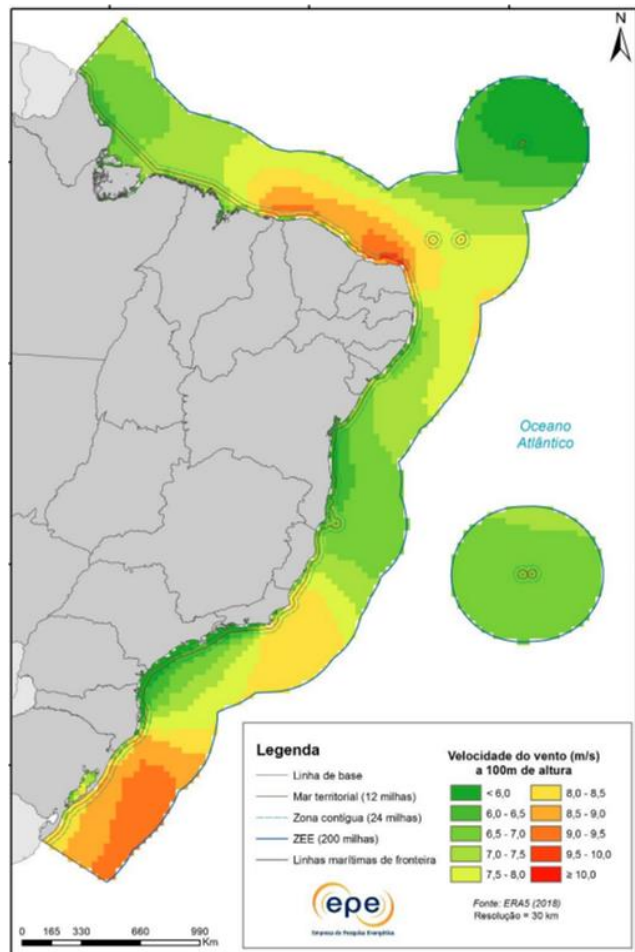 N
Oceano
Atlântico
Legenda
Linha de base
Mar territorial (12 milhas)
Zona contígua (24 milhas)
ZEE (200 milhas)
Linhas marítimas de fronteira
epe
Empresa de Pesquisa Energética
Velocidade do vento (m/s)
a 100m de altura
< 6,0
6,0 - 6,5
6,5 - 7,0
7,0 - 7,5
7,5 - 8,0
8,0 - 8,5
8,5 - 9,0
9,0 - 9,5
9,5 - 10,0
≥ 10,0
Fonte: ERA5 (2018)
Resolução = 30 km
0 165 330 660 990
Km